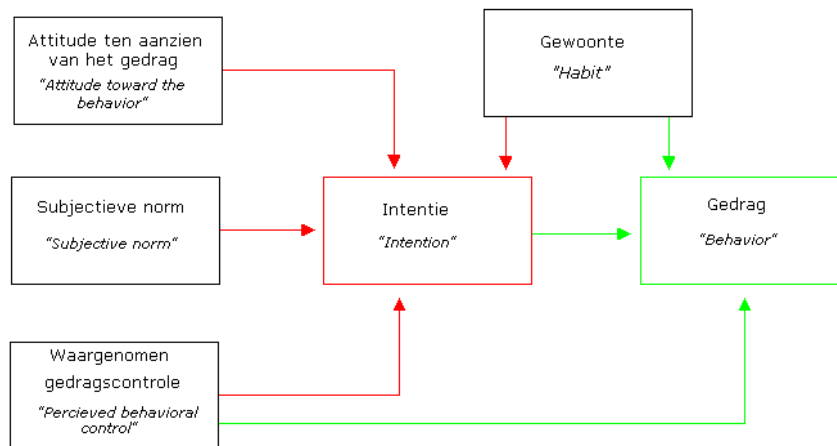 Attitude ten aanzien
van het gedrag
"Attitude toward the
behavior"
Gewoonte
"Habit"
Subjectieve norm
"Subjective norm"
Intentie
"Intention"
Gedrag
"Behavior"
Waargenomen
gedragscontrole
"Percieved behavioral
control"